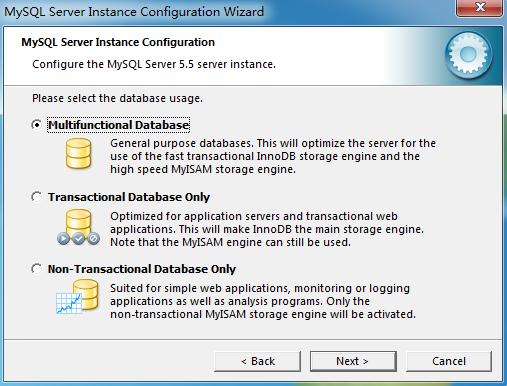 MySQL Server Instance Configuration Wizard
MySQL Server Instance Configuration
Configure the MySQL Server 5.5 server instance.
Please select the database usage.
Multifunctional Database
General purpose databases. This will optimize the server for the
use of the fast transactional InnoDB storage engine and the
high speed MyISAM storage engine.
Transactional Database Only
Optimized for application servers and transactional web
applications. This will make InnoDB the main storage engine.
Note that the MyISAM engine can still be used.
Non-Transactional Database Only
Suited for simple web applications, monitoring or logging
applications as well as analysis programs. Only the
non-transactional MyISAM storage engine will be activated.
< Back Next > Cancel